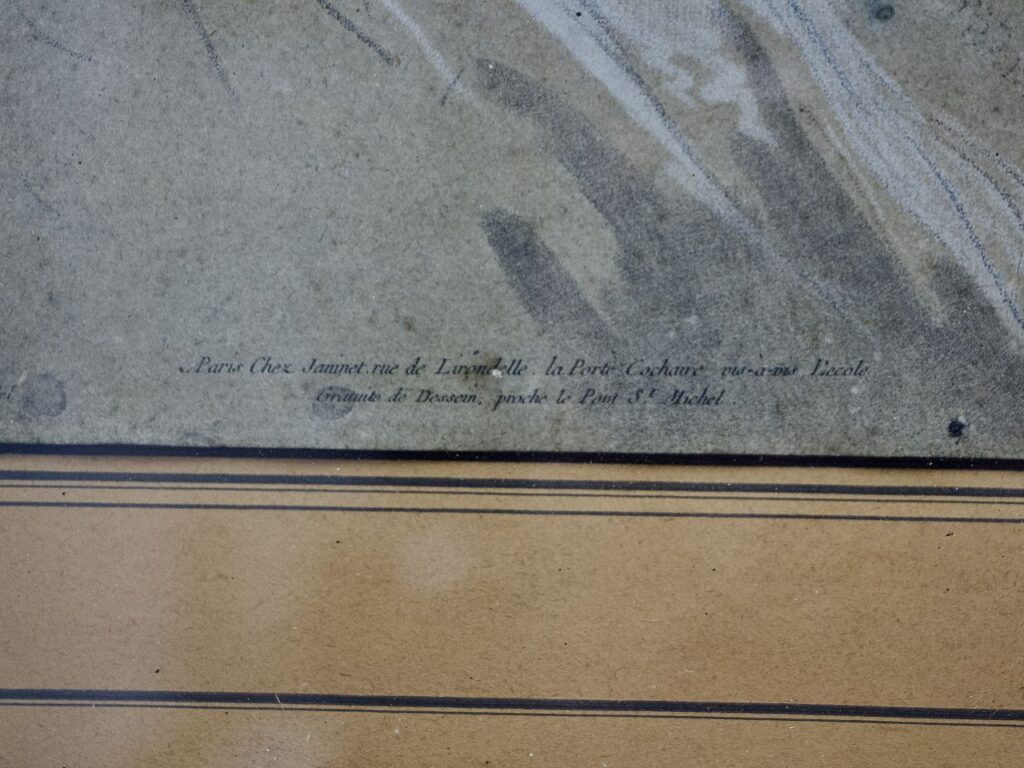 A Paris Chez Janinet rue de Lirondelle. la Porte Cochaire vis-à-vis L'ecole
Gratuite de Dessein, proche le Pont S.t Michel